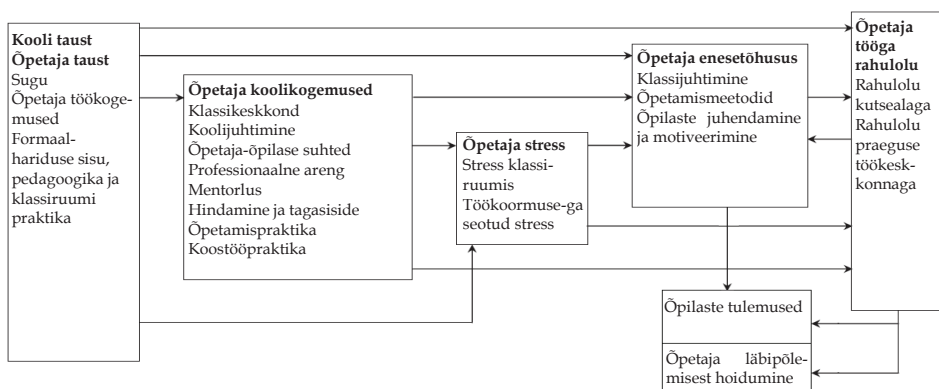 Kooli taust
Õpetaja taust
Sugu
Õpetaja töökoge-
mused
Formaal-
hariduse sisu,
pedagoogika ja
klassiruumi
praktika
Õpetaja koolikogemused
Klassikeskkond
Koolijuhtimine
Õpetaja-õpilase suhted
Professionaalne areng
Mentorlus
Hindamine ja tagasiside
Õpetamispraktika
Koostööpraktika
Õpetaja stress
Stress klassi-
ruumis
Töökoormuse-ga
seotud stress
Õpetaja enesetõhusus
Klassijuhtimine
Õpetamismeetodid
Õpilaste juhendamine
ja motiveerimine
Õpetaja
tööga
rahulolu
Rahulolu
kutsealaga
Rahulolu
praeguse
töökesk-
konnaga
Õpilaste tulemused
Õpetaja läbipõle-
misest hoidumine